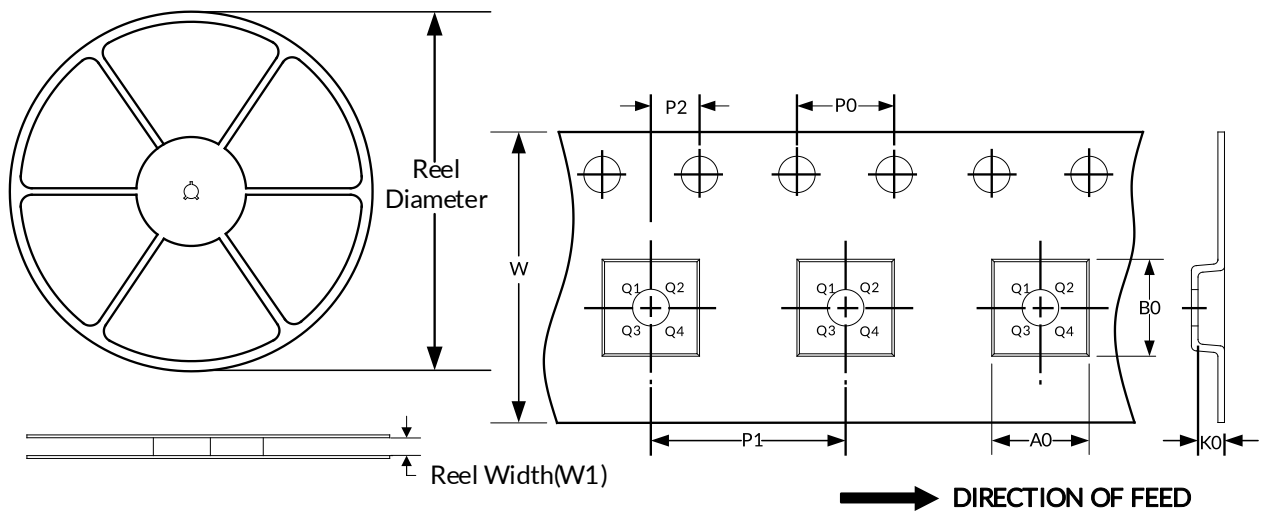 P2
P0
Reel
Diameter
W
Q1 Q2
Q3 Q4
Q1 Q2
Q3 Q4
Q1 Q2
Q3 Q4
B0
P1
A0
K0
Reel Width(W1)
DIRECTION OF FEED